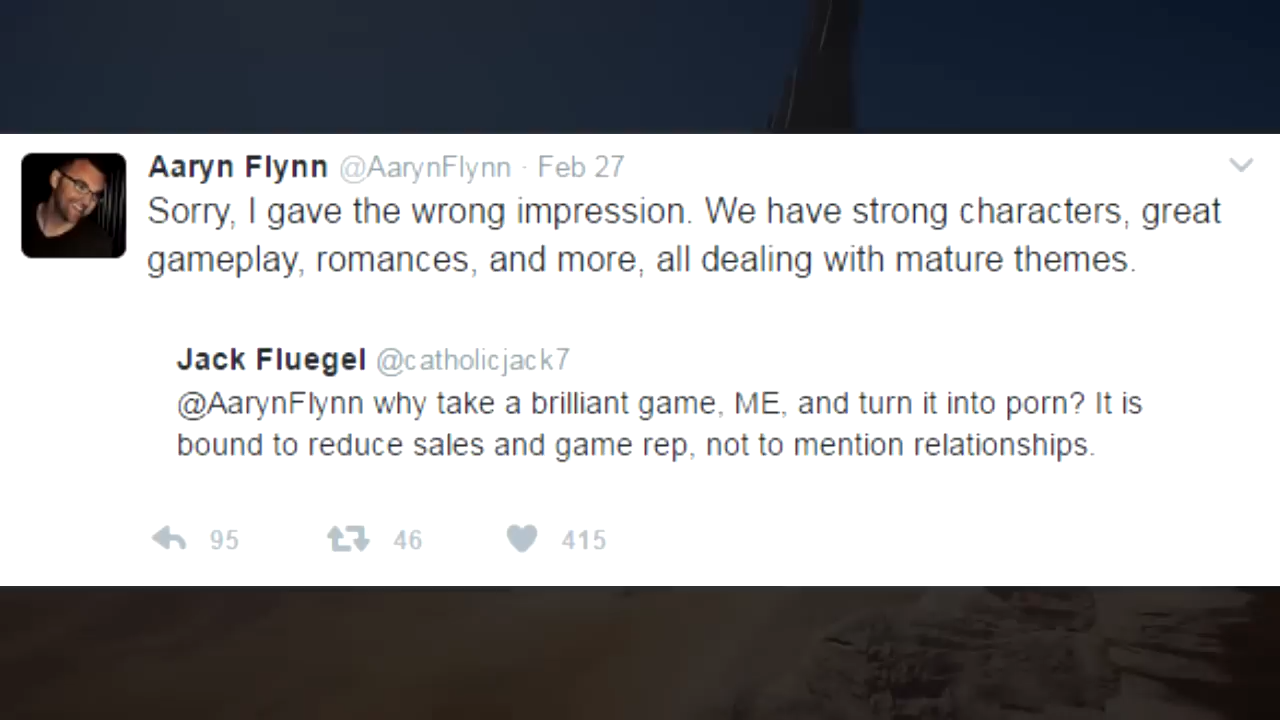 Aaryn Flynn @AarynFlynn · Feb 27
Sorry, I gave the wrong impression. We have strong characters, great
gameplay, romances, and more, all dealing with mature themes.
Jack Fluegel @catholicjack7
@AarynFlynn why take a brilliant game, ME, and turn it into porn? It is
bound to reduce sales and game rep, not to mention relationships.
95 46 415